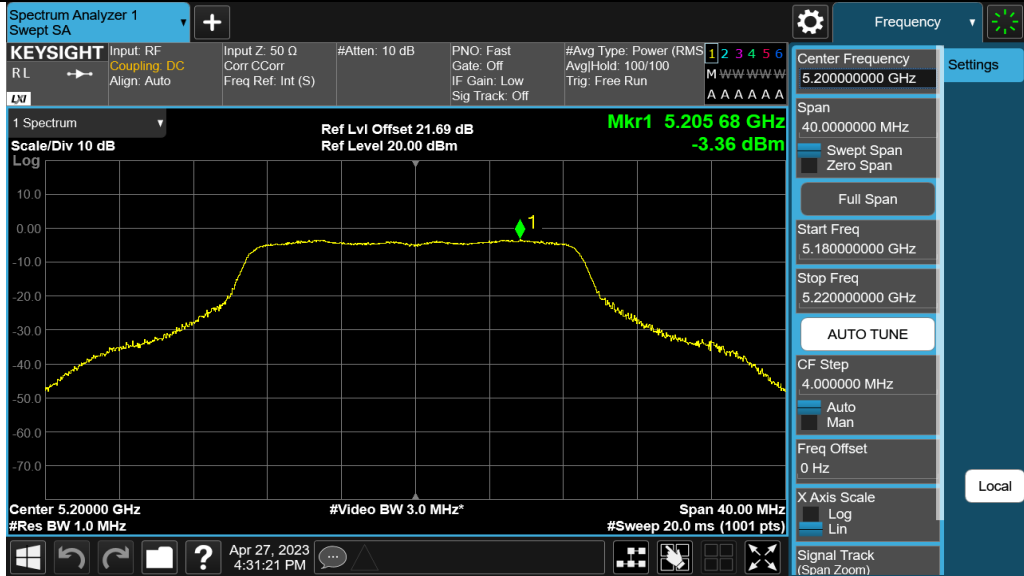 Spectrum Analyzer 1
Swept SA
+
Frequency
KEYSIGHT
R L
LXI
Input: RF
Coupling: DC
Align: Auto
Input Z: 50 Ω
Corr CCorr
Freq Ref: Int (S)
#Atten: 10 dB
PNO: Fast
Gate: Off
IF Gain: Low
Sig Track: Off
#Avg Type: Power (RMS
Avg|Hold: 100/100
Trig: Free Run
1 2 3 4 5 6
M W W W W W
A A A A A A
1 Spectrum
Scale/Div 10 dB
Log
Ref Lvl Offset 21.69 dB
Ref Level 20.00 dBm
Mkr1 5.205 68 GHz
-3.36 dBm
10.0
0.00
-10.0
-20.0
-30.0
-40.0
-50.0
-60.0
-70.0
1
Center 5.20000 GHz
#Res BW 1.0 MHz
#Video BW 3.0 MHz*
Span 40.00 MHz
#Sweep 20.0 ms (1001 pts)
Center Frequency
5.200000000 GHz
Settings
Span
40.0000000 MHz
Swept Span
Zero Span
Full Span
Start Freq
5.180000000 GHz
Stop Freq
5.220000000 GHz
AUTO TUNE
CF Step
4.000000 MHz
Auto
Man
Freq Offset
0 Hz
X Axis Scale
Log
Lin
Local
Signal Track
(Span Zoom)
?
Apr 27, 2023
4:31:21 PM